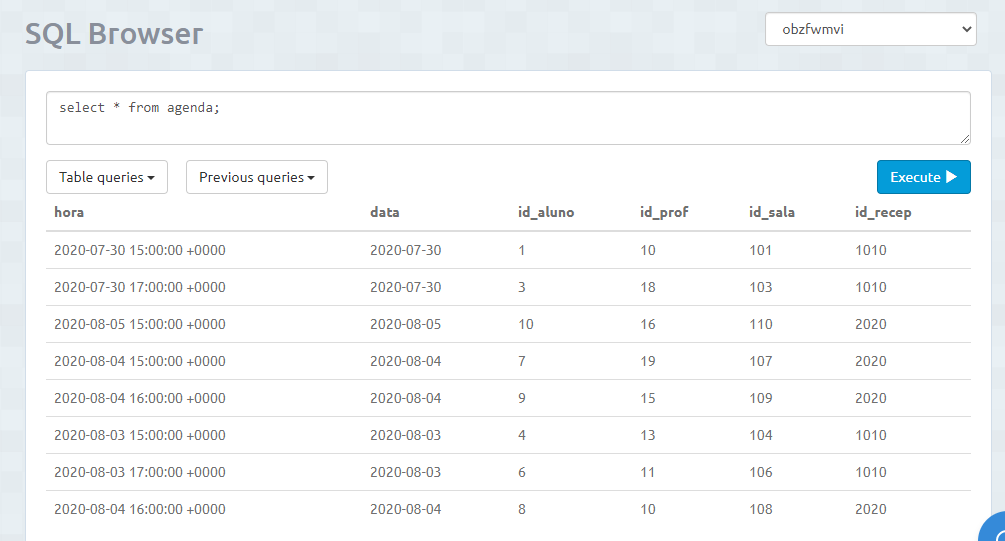 SQL Browser
obzfwmvi
select * from agenda;
Table queries
Previous queries
Execute
hora data id_aluno id_prof id_sala id_recep
2020-07-30 15:00:00 +0000 2020-07-30 1 10 101 1010
2020-07-30 17:00:00 +0000 2020-07-30 3 18 103 1010
2020-08-05 15:00:00 +0000 2020-08-05 10 16 110 2020
2020-08-04 15:00:00 +0000 2020-08-04 7 19 107 2020
2020-08-04 16:00:00 +0000 2020-08-04 9 15 109 2020
2020-08-03 15:00:00 +0000 2020-08-03 4 13 104 1010
2020-08-03 17:00:00 +0000 2020-08-03 6 11 106 1010
2020-08-04 16:00:00 +0000 2020-08-04 8 10 108 2020